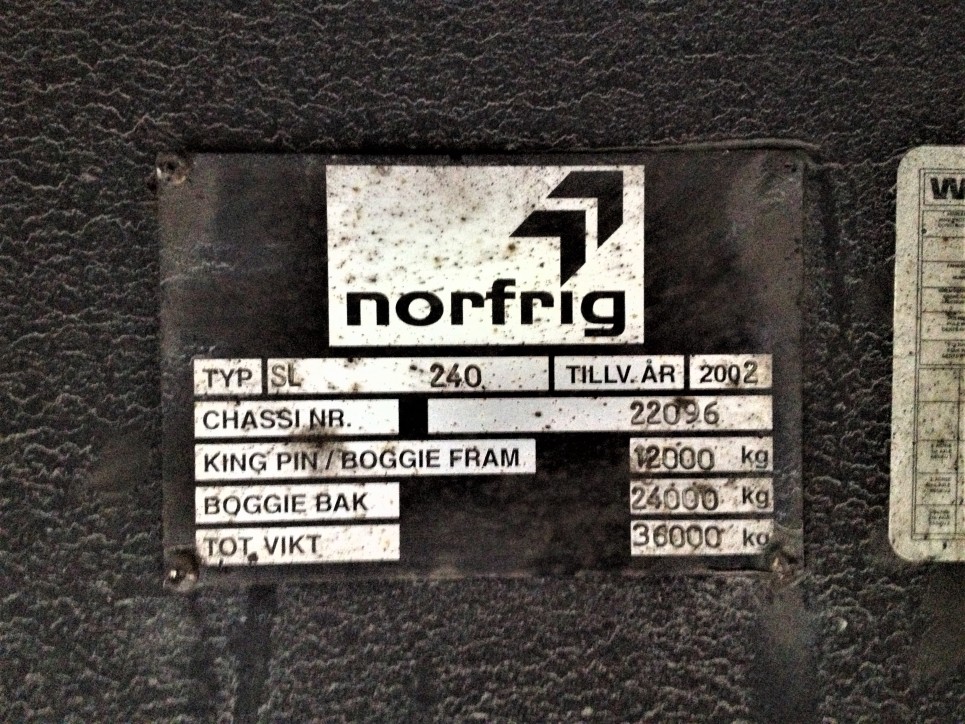 norfrig
TYP SL 240 TILLV. ÅR 2002
CHASSI NR. 22096
KING PIN / BOGGIE FRAM 12000 kg
BOGGIE BAK 24000 kg
TOT. VIKT 36000 kg